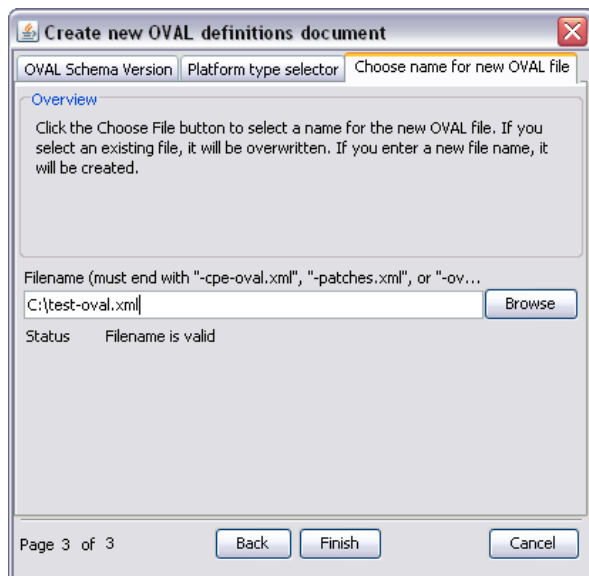 Create new OVAL definitions document
OVAL Schema Version Platform type selector Choose name for new OVAL file
Overview
Click the Choose File button to select a name for the new OVAL file. If you
select an existing file, it will be overwritten. If you enter a new file name, it
will be created.
Filename (must end with "-cpe-oval.xml", "-patches.xml", or "-ov...
C:\test-oval.xml Browse
Status Filename is valid
Page 3 of 3 Back Finish Cancel